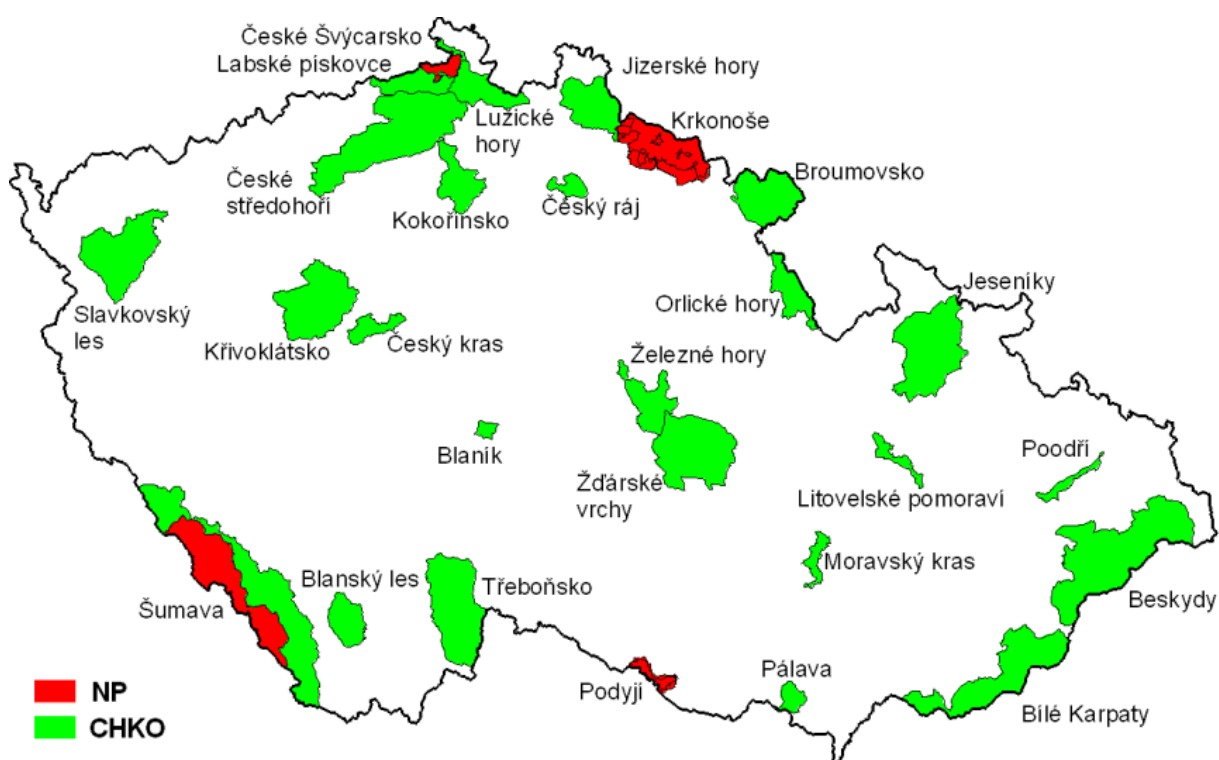 České Švýcarsko
Labské pískovce
Jizerské hory
Lužické
hory
Krkonoše
Broumovsko
České
středohoří
Kokořínsko
Český ráj
Slavkovský
les
Křivoklátsko
Český kras
Orlické hory
Jeseníky
Železné hory
Blaník
Žďárské
vrchy
Litovelské pomoraví
Poodří
Moravský kras
Beskydy
Šumava
Blanský les
Třeboňsko
Podyjí
Pálava
Bílé Karpaty
NP
CHKO